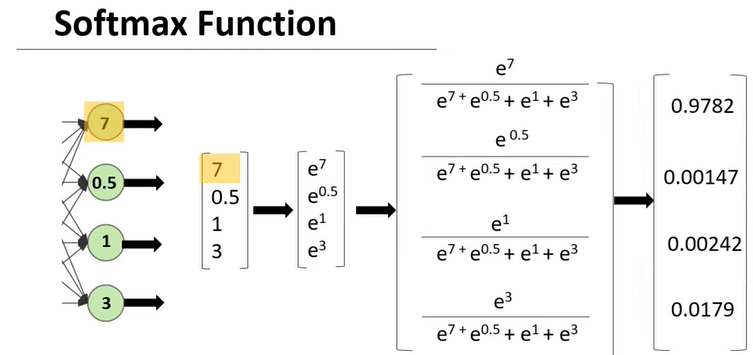 Softmax Function
7
0.5
1
3
7
0.5
1
3
e⁷
e⁰·⁵
e¹
e³
e⁷
e⁷ ⁺ e⁰·⁵ + e¹ + e³
e ⁰·⁵
e⁷ ⁺ e⁰·⁵ + e¹ + e³
e¹
e⁷ ⁺ e⁰·⁵ + e¹ + e³
e³
e⁷ ⁺ e⁰·⁵ + e¹ + e³
0.9782
0.00147
0.00242
0.0179